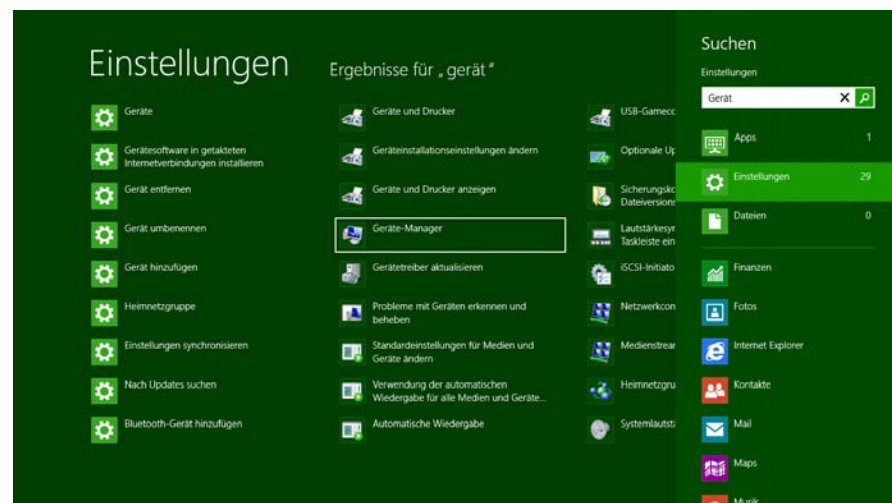 Einstellungen
Ergebnisse für „gerät“
Geräte
Gerätesoftware in getakteten
Internetverbindungen installieren
Gerät entfernen
Gerät umbenennen
Gerät hinzufügen
Heimnetzgruppe
Einstellungen synchronisieren
Nach Updates suchen
Bluetooth-Gerät hinzufügen
Geräte und Drucker
Geräteinstallationseinstellungen ändern
Geräte und Drucker anzeigen
Geräte-Manager
Gerätetreiber aktualisieren
Probleme mit Geräten erkennen und
beheben
Standardeinstellungen für Medien und
Geräte ändern
Verwendung der automatischen
Wiedergabe für alle Medien und Geräte...
Automatische Wiedergabe
USB-Gamecc
Optionale Up
Sicherungskc
Dateiversions
Lautstärkesyr
Taskleiste ein
iSCSI-Initiato
Netzwerkcon
Medienstrear
Heimnetzgru
Systemlautstä
Suchen
Einstellungen
Gerät
Apps 1
Einstellungen 29
Dateien 0
Finanzen
Fotos
Internet Explorer
Kontakte
Mail
Maps
Musik